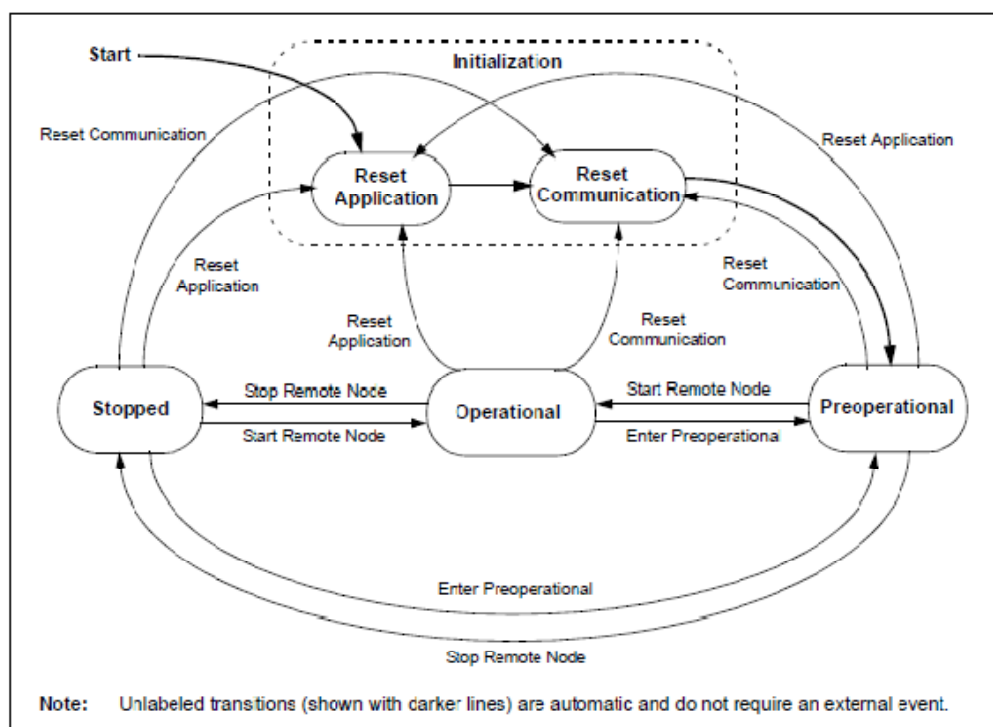 Start
Initialization
Reset Communication
Reset Application
Reset
Application
Reset
Communication
Reset
Application
Reset
Communication
Reset
Application
Reset
Communication
Stopped
Stop Remote Node
Start Remote Node
Operational
Start Remote Node
Enter Preoperational
Preoperational
Enter Preoperational
Stop Remote Node
Note: Unlabeled transitions (shown with darker lines) are automatic and do not require an external event.